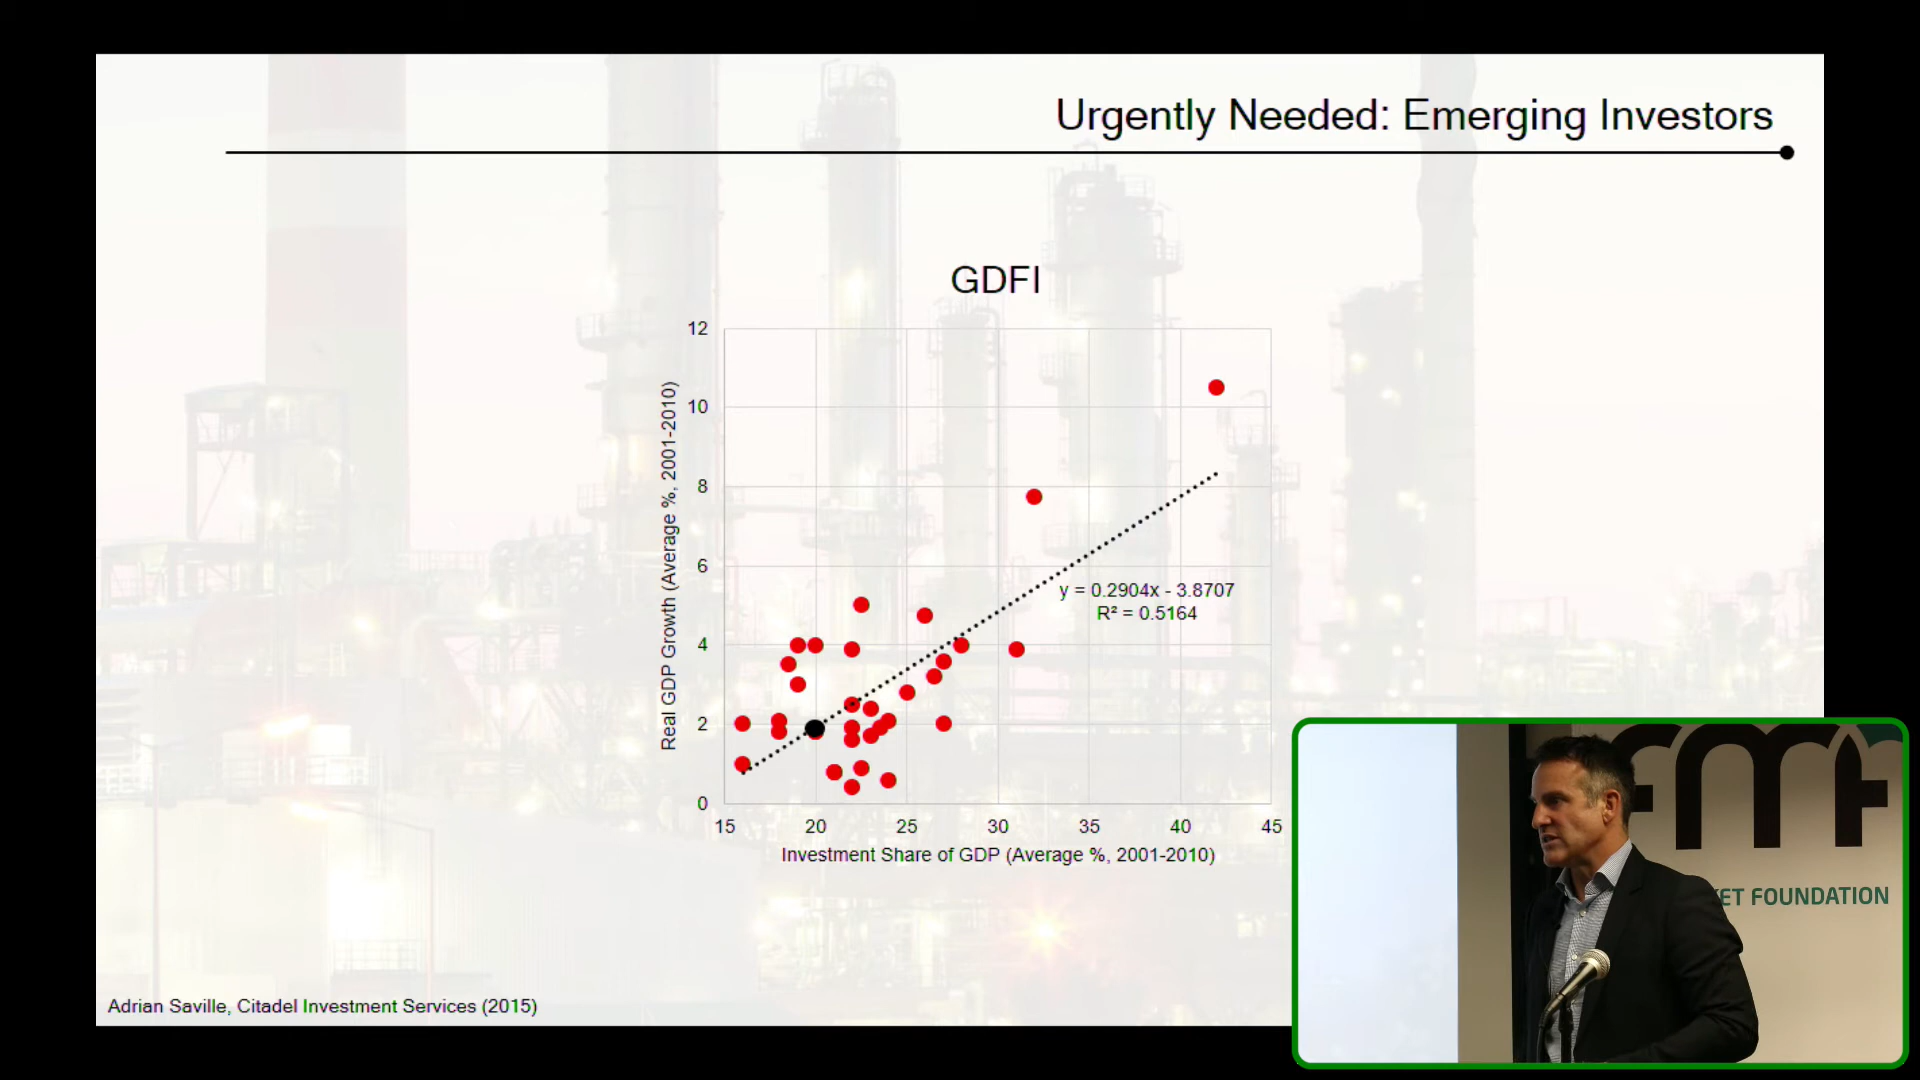 Urgently Needed: Emerging Investors
GDFI
12
10
8
6
4
2
0
Real GDP Growth (Average %, 2001-2010)
y = 0.2904x - 3.8707
R² = 0.5164
15 20 25 30 35 40 45
Investment Share of GDP (Average %, 2001-2010)
Adrian Saville, Citadel Investment Services (2015)
FOUNDATION